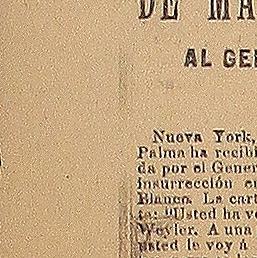 DE MA
AL GE
Nueva York,
Palma ha recibi
da por el Gener
insurrección en
Blanco. La cart
ta: "Usted ha ve
Weyler. A una
usted le voy á